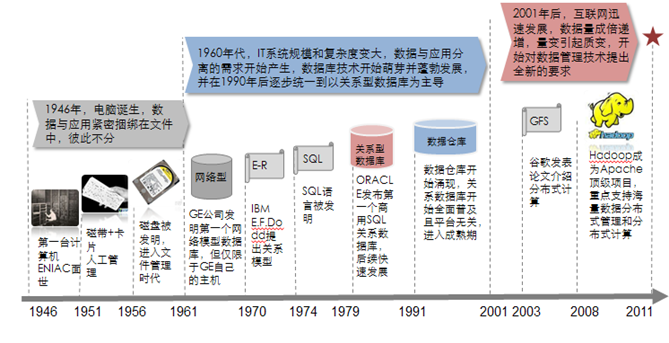 2001年后，互联网迅
速发展，数据量成倍递
增，量变引起质变，开
始对数据管理技术提出
全新的要求
1960年代，IT系统规模和复杂度变大，数据与应用分
离的需求开始产生，数据库技术开始萌芽并蓬勃发展，
并在1990年后逐步统一到以关系型数据库为主导
1946年，电脑诞生，数
据与应用紧密捆绑在文件
中，彼此不分
网络型
E-R
SQL
关系型
数据库
数据仓库
GFS
hadoop
第一台计
算机
ENIAC面
世
磁带+卡
片
人工管
理
磁盘被
发明，
进入文
件管理
时代
GE公司发
明第一个网
络模型数据
库，但仅限
于GE自己
的主机
IBM
E.F.Do
dd提
出关系
模型
SQL语
言被发
明
ORACL
E发布第
一个商
用SQL
关系数
据库，
后续快
速发展
数据仓库开
始涌现，关
系数据库开
始全面普及
且平台无关，
进入成熟期
谷歌发表
论文介绍
分布式计
算
Hadoop成
为Apache
顶级项目，
重点支持海
量数据分布
式管理和分
布式计算
1946 1951 1956 1961 1970 1974 1979 1991 2001 2003 2008 2011